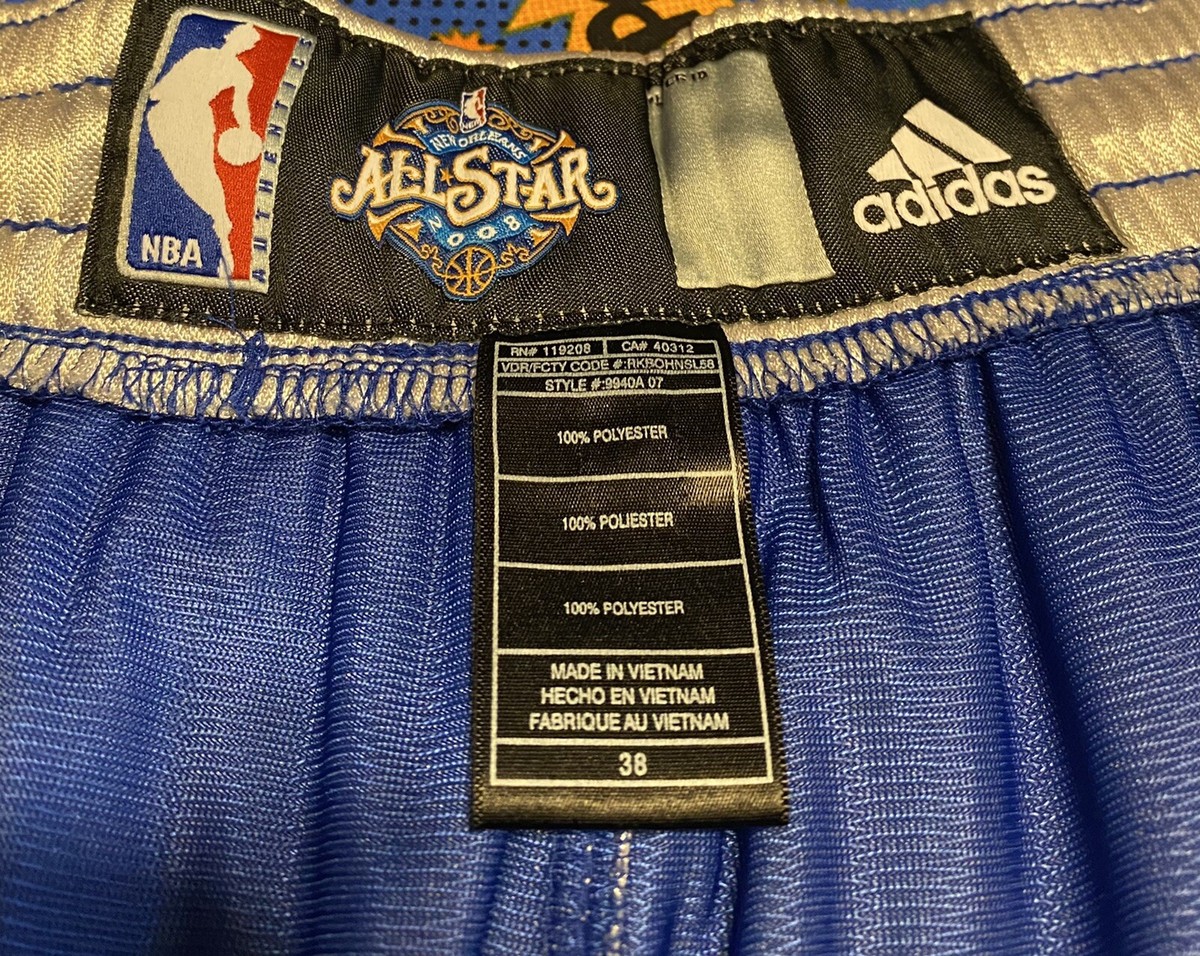 NBA
AUTHENTICS
NBA
NEW ORLEANS
ALL-STAR
2008
adidas
RN# 119208 CA# 40312
VDR/FCTY CODE #:RKBOHNSL58
STYLE #:9940A 07
100% POLYESTER
100% POLIESTER
100% POLYESTER
MADE IN VIETNAM
HECHO EN VIETNAM
FABRIQUE AU VIETNAM
38